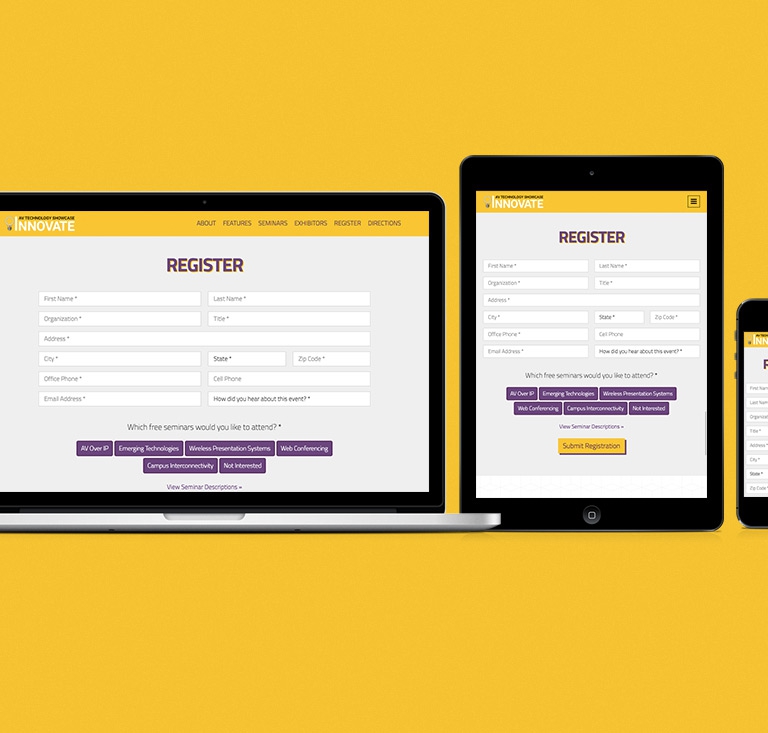 AV TECHNOLOGY SHOWCASE
INNOVATE
ABOUT FEATURES SEMINARS EXHIBITORS REGISTER DIRECTIONS
REGISTER
First Name * Last Name *
Organization * Title *
Address *
City * State * Zip Code *
Office Phone * Cell Phone
Email Address * How did you hear about this event? *
Which free seminars would you like to attend? *
AV Over IP Emerging Technologies Wireless Presentation Systems Web Conferencing
Campus Interconnectivity Not Interested
View Seminar Descriptions »
AV TECHNOLOGY SHOWCASE
INNOVATE
REGISTER
First Name * Last Name *
Organization * Title *
Address *
City * State * Zip Code *
Office Phone * Cell Phone
Email Address * How did you hear about this event? *
Which free seminars would you like to attend? *
AV Over IP Emerging Technologies Wireless Presentation Systems
Web Conferencing Campus Interconnectivity Not Interested
View Seminar Descriptions »
Submit Registration
First Name
Last Name
Organizat
Title *
Address *
City *
State *
Zip Code *